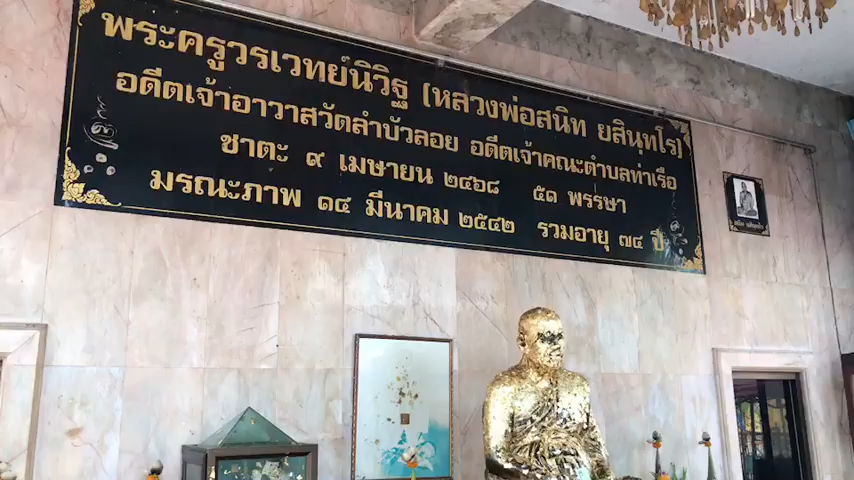 พระครูวรเวทย์นิวิฐ (หลวงพ่อสนิท ยสินฺทโร)
อดีตเจ้าอาวาสวัดลำบัวลอย อดีตเจ้าคณะตำบลท่าเรือ
ชาตะ ๙ เมษายน ๒๔๖๘ ๕๑ พรรษา
มรณะภาพ ๑๔ มีนาคม ๒๕๔๒ รวมอายุ ๗๔ ปี